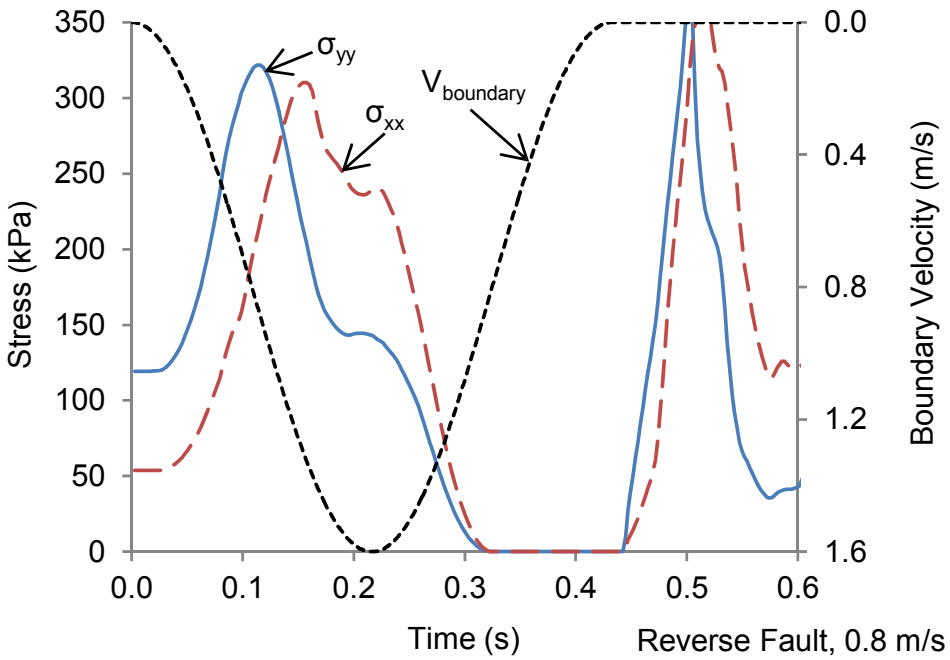 350
300
250
200
150
100
50
0
Stress (kPa)
σyy
σxx
Vboundary
0.0
0.4
0.8
1.2
1.6
Boundary Velocity (m/s)
0.0 0.1 0.2 0.3 0.4 0.5 0.6
Time (s)
Reverse Fault, 0.8 m/s